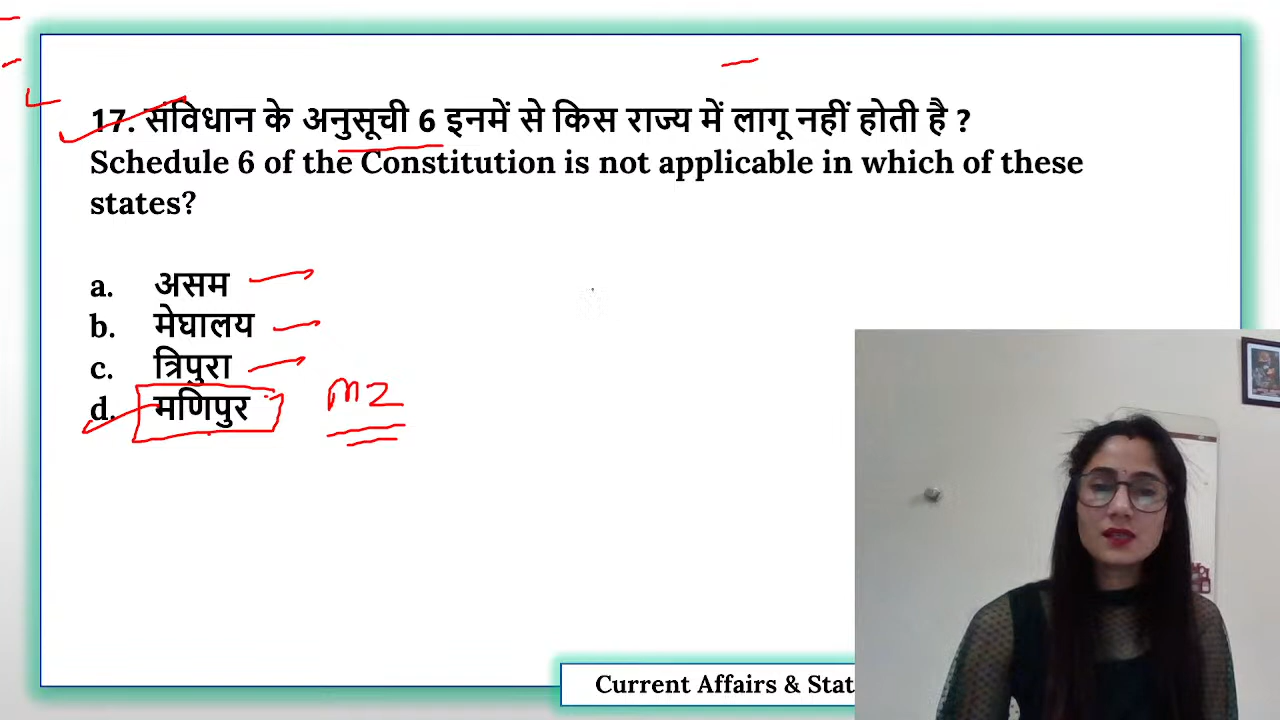 17. संविधान के अनुसूची 6 इनमें से किस राज्य में लागू नहीं होती है ?
Schedule 6 of the Constitution is not applicable in which of these
states?
a. असम
b. मेघालय
c. त्रिपुरा
d. मणिपुर
mz
Current Affairs &